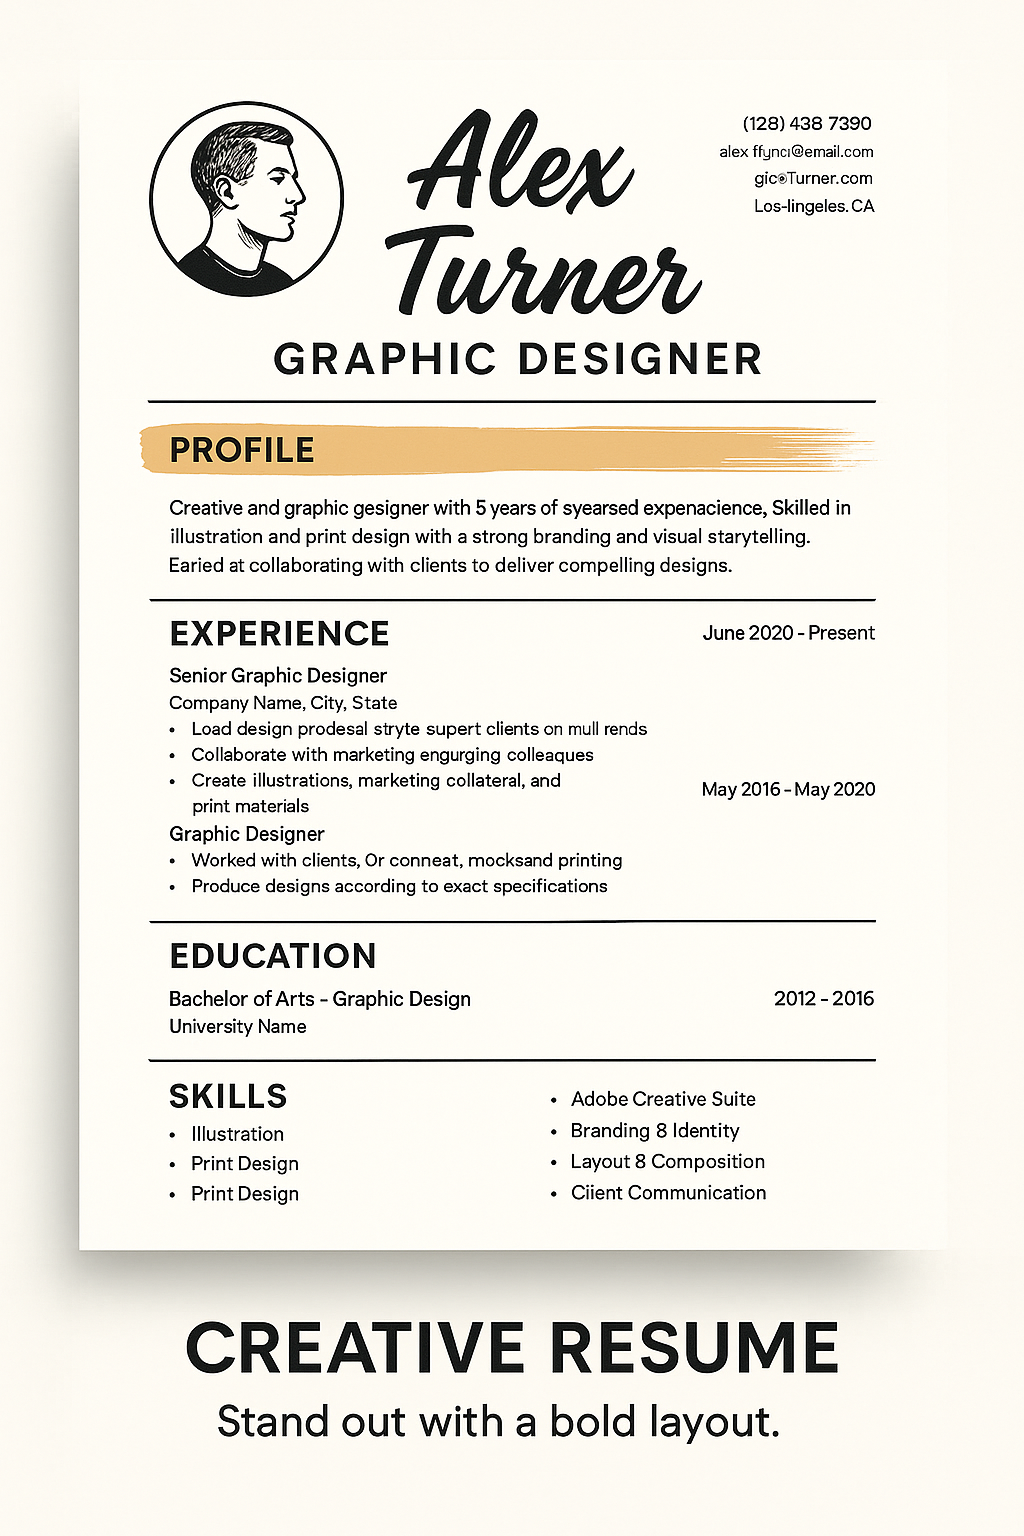 Alex
Turner
GRAPHIC DESIGNER
(128) 438 7390
alex ffynci@email.com
gic@Turner.com
Los-lingeles. CA
PROFILE
Creative and graphic gesigner with 5 years of syearsed expenacience, Skilled in
illustration and print design with a strong branding and visual starytelling.
Earied at collaborating with clients to deliver compelling designs.
EXPERIENCE
June 2020 - Present
Senior Graphic Designer
Company Name, City, State
• Load design prodesal stryte supert clients on mull rends
• Collaborate with marketing engurging colleaques
• Create illustrations, marketing collateral, and
print materials
May 2016 - May 2020
Graphic Designer
• Worked with clients, Or conneat, mocksand printing
• Produce designs according to exact specifications
EDUCATION
Bachelor of Arts - Graphic Design
2012 - 2016
University Name
SKILLS
• Illustration
• Print Design
• Print Design
• Adobe Creative Suite
• Branding 8 Identity
• Layout 8 Composition
• Ciient Communication
CREATIVE RESUME
Stand out with a bold layout.